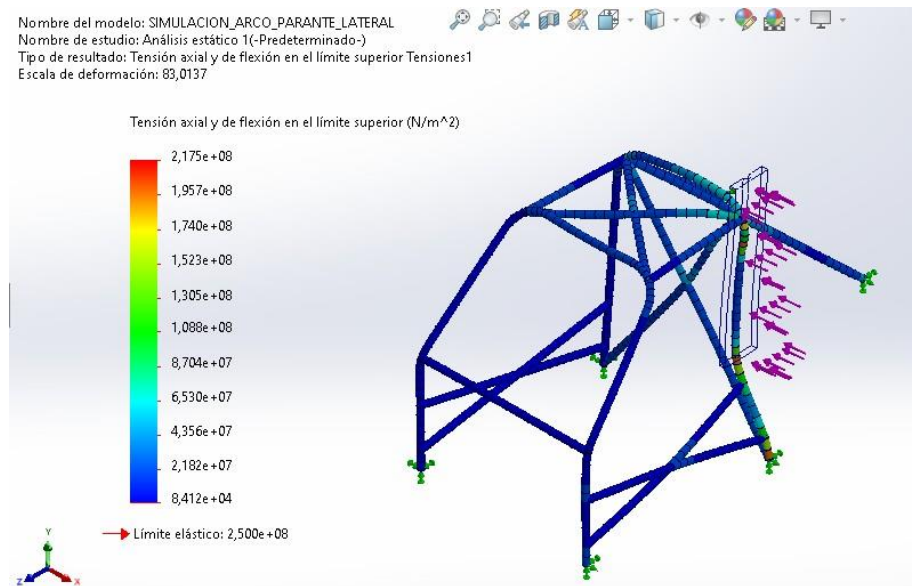 Nombre del modelo: SIMULACION_ARCO_PARANTE_LATERAL
Nombre de estudio: Análisis estático 1(-Predeterminado-)
Tipo de resultado: Tensión axial y de flexión en el límite superior Tensiones1
Escala de deformación: 83,0137
Tensión axial y de flexión en el límite superior (N/m^2)
2,175e+08
1,957e+08
1,740e+08
1,523e+08
1,305e+08
1,088e+08
8,704e+07
6,530e+07
4,356e+07
2,182e+07
8,412e+04
Límite elástico: 2,500e+08
Y
Z
X